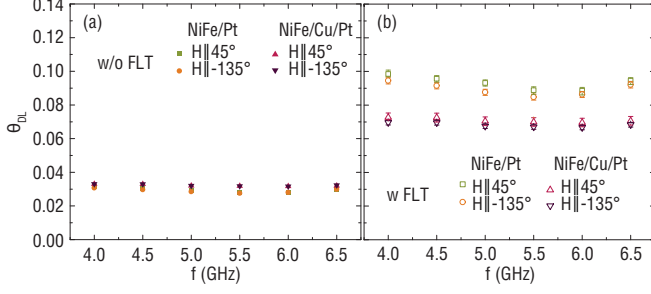 (a)
NiFe/Pt NiFe/Cu/Pt
w/o FLT
H||45° H||45°
H||-135° H||-135°
θDL
0.14
0.12
0.10
0.08
0.06
0.04
0.02
0.00
4.0 4.5 5.0 5.5 6.0 6.5
f (GHz)
(b)
NiFe/Pt NiFe/Cu/Pt
w FLT
H||45° H||45°
H||-135° H||-135°
4.0 4.5 5.0 5.5 6.0 6.5
f (GHz)